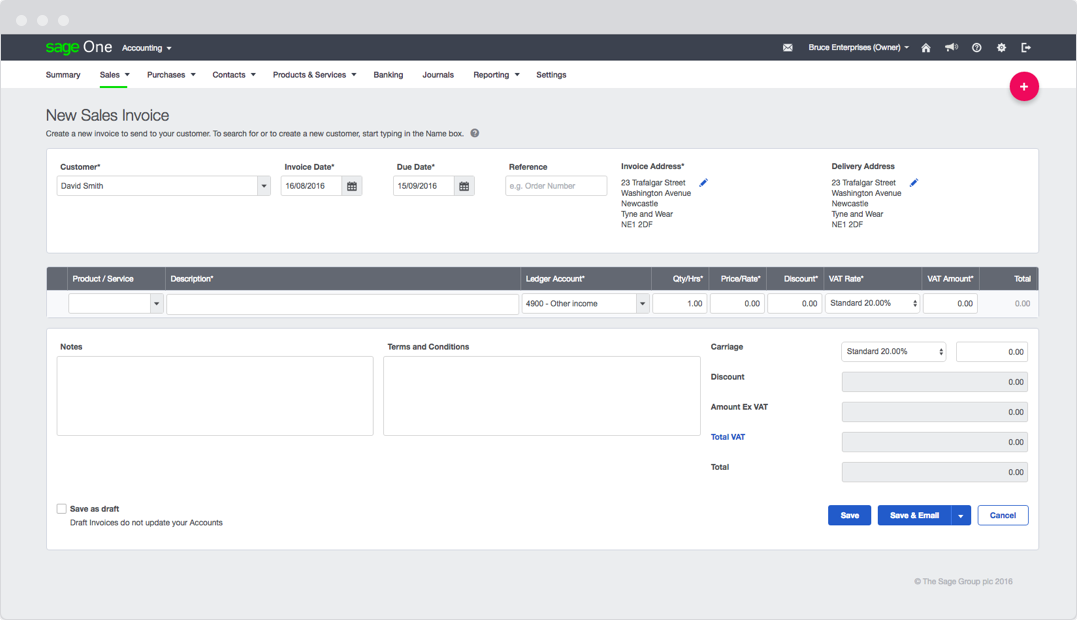 sage One Accounting Bruce Enterprises (Owner)
Summary Sales Purchases Contacts Products & Services Banking Journals Reporting Settings
+
New Sales Invoice
Create a new invoice to send to your customer. To search for or to create a new customer, start typing in the Name box. ?
Customer* Invoice Date* Due Date* Reference Invoice Address* Delivery Address
David Smith 16/08/2016 15/09/2016 e.g. Order Number
23 Trafalgar Street 23 Trafalgar Street
Washington Avenue Washington Avenue
Newcastle Newcastle
Tyne and Wear Tyne and Wear
NE1 2DF NE1 2DF
Product / Service Description* Ledger Account* Qty/Hrs* Price/Rate* Discount* VAT Rate* VAT Amount* Total
4900 - Other income 1.00 0.00 0.00 Standard 20.00% 0.00 0.00
Notes Terms and Conditions Carriage Standard 20.00% 0.00
Discount 0.00
Amount Ex VAT 0.00
Total VAT 0.00
Total 0.00
Save as draft
Draft Invoices do not update your Accounts
Save Save & Email Cancel
© The Sage Group plc 2016